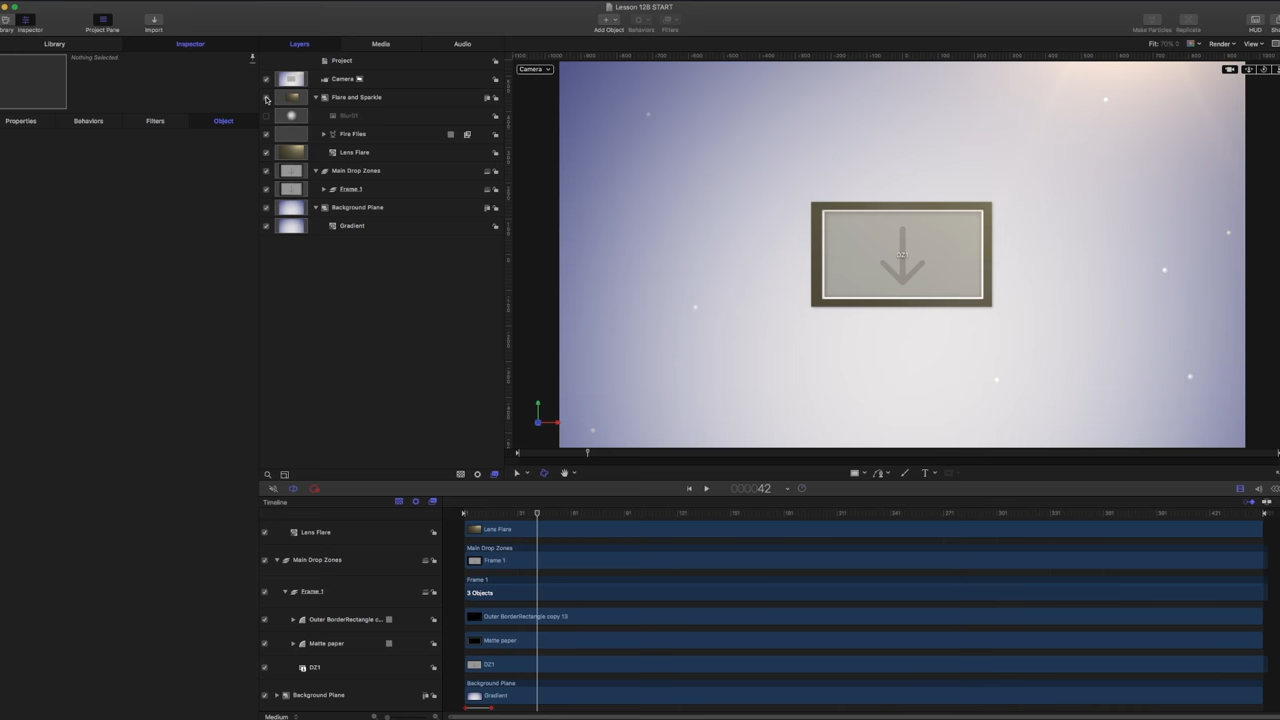 Lesson 12B START
Library Inspector Project Pane Import Add Object Behaviors Filters Make Particles Replicate HUD
Library Inspector Layers Media Audio Fit: 70% Render View
Nothing Selected
Project
Camera
Camera
Flare and Sparkle
Blur01
Properties Behaviors Filters Object
Fire Flies
Lens Flare
Main Drop Zones
Frame 1
Background Plane
Gradient
DZ1
000042
Timeline
Lens Flare
Lens Flare
Main Drop Zones
Main Drop Zones
Frame 1
Frame 1
Frame 1
3 Objects
Outer BorderRectangle c...
Outer BorderRectangle copy 13
Matte paper
Matte paper
DZ1
DZ1
Background Plane
Background Plane
Gradient
Medium